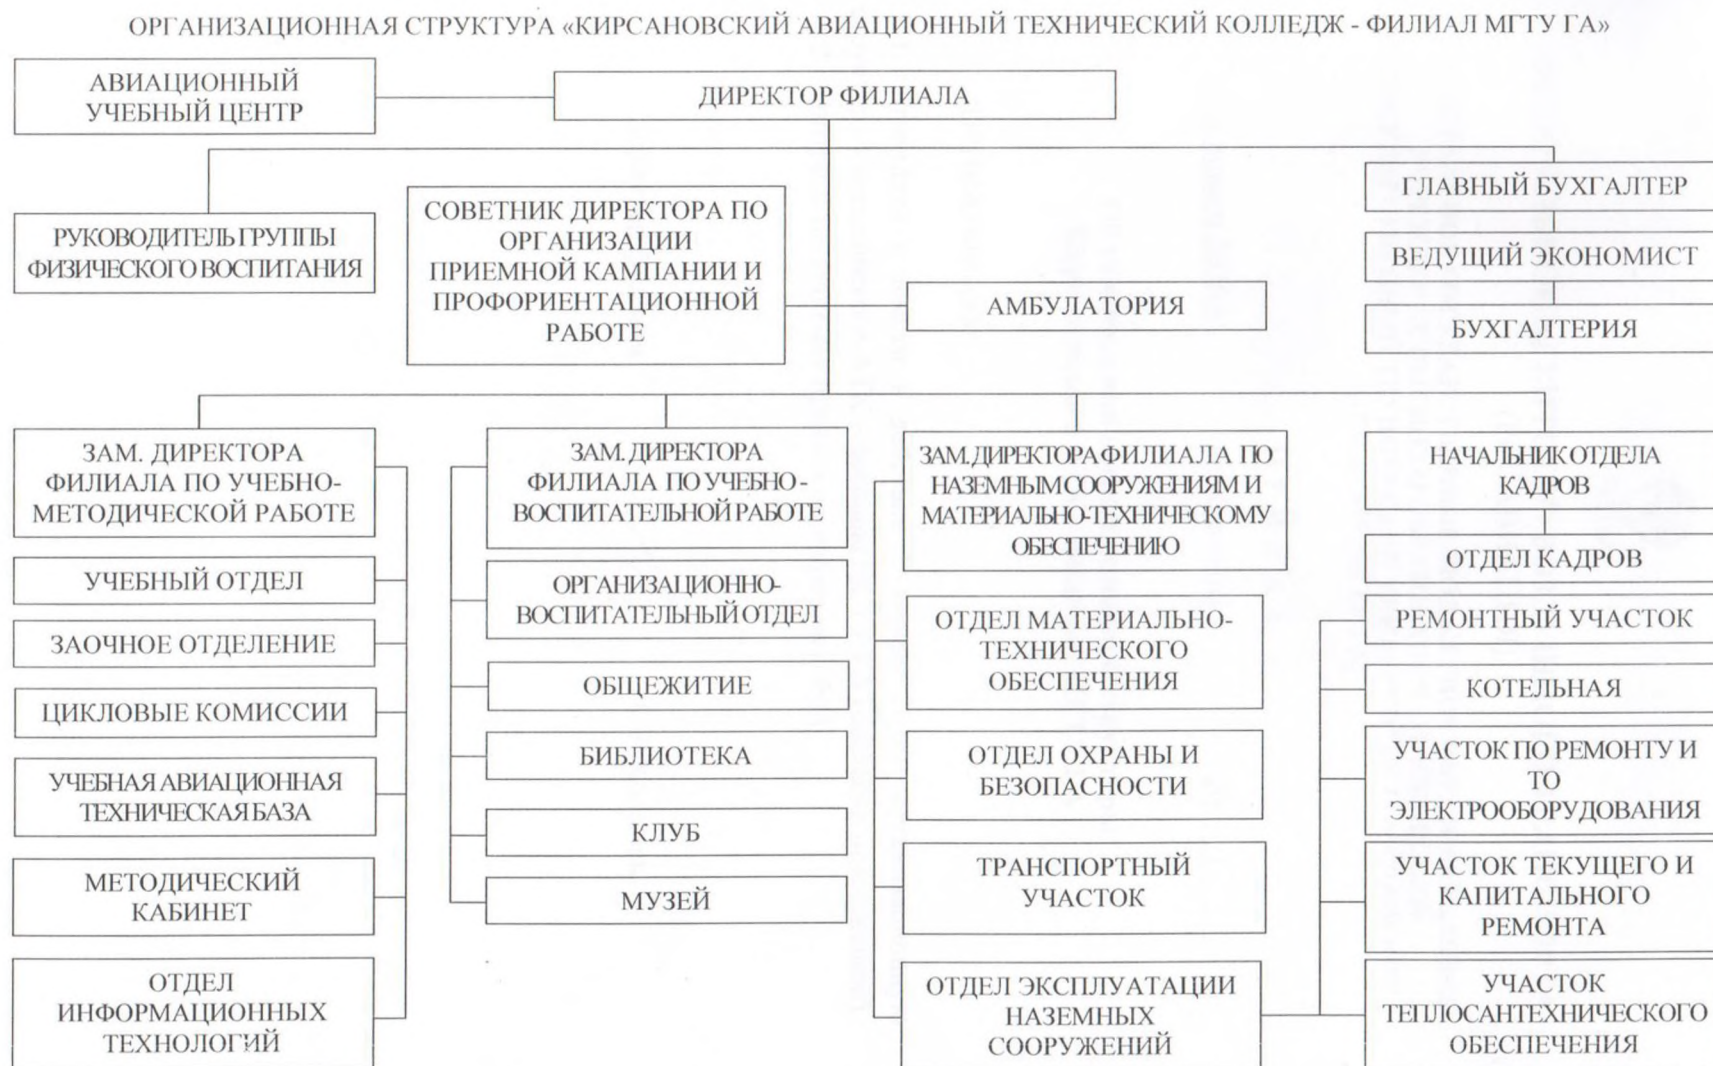 ОРГАНИЗАЦИОННАЯ СТРУКТУРА «КИРСАНОВСКИЙ АВИАЦИОННЫЙ ТЕХНИЧЕСКИЙ КОЛЛЕДЖ - ФИЛИАЛ МГТУ ГА»
АВИАЦИОННЫЙ
УЧЕБНЫЙ ЦЕНТР
ДИРЕКТОР ФИЛИАЛА
РУКОВОДИТЕЛЬ ГРУППЫ
ФИЗИЧЕСКОГО ВОСПИТАНИЯ
СОВЕТНИК ДИРЕКТОРА ПО
ОРГАНИЗАЦИИ
ПРИЕМНОЙ КАМПАНИИ И
ПРОФОРИЕНТАЦИОННОЙ
РАБОТЕ
АМБУЛАТОРИЯ
ГЛАВНЫЙ БУХГАЛТЕР
ВЕДУЩИЙ ЭКОНОМИСТ
БУХГАЛТЕРИЯ
ЗАМ. ДИРЕКТОРА
ФИЛИАЛА ПО УЧЕБНО-
МЕТОДИЧЕСКОЙ РАБОТЕ
УЧЕБНЫЙ ОТДЕЛ
ЗАОЧНОЕ ОТДЕЛЕНИЕ
ЦИКЛОВЫЕ КОМИССИИ
УЧЕБНАЯ АВИАЦИОННАЯ
ТЕХНИЧЕСКАЯ БАЗА
МЕТОДИЧЕСКИЙ
КАБИНЕТ
ОТДЕЛ
ИНФОРМАЦИОННЫХ
ТЕХНОЛОГИЙ
ЗАМ. ДИРЕКТОРА
ФИЛИАЛА ПО УЧЕБНО -
ВОСПИТАТЕЛЬНОЙ РАБОТЕ
ОРГАНИЗАЦИОННО-
ВОСПИТАТЕЛЬНЫЙ ОТДЕЛ
ОБЩЕЖИТИЕ
БИБЛИОТЕКА
КЛУБ
МУЗЕЙ
ЗАМ. ДИРЕКТОРА ФИЛИАЛА ПО
НАЗЕМНЫМ СООРУЖЕНИЯМ И
МАТЕРИАЛЬНО-ТЕХНИЧЕСКОМУ
ОБЕСПЕЧЕНИЮ
ОТДЕЛ МАТЕРИАЛЬНО-
ТЕХНИЧЕСКОГО
ОБЕСПЕЧЕНИЯ
ОТДЕЛ ОХРАНЫ И
БЕЗОПАСНОСТИ
ТРАНСПОРТНЫЙ
УЧАСТОК
ОТДЕЛ ЭКСПЛУАТАЦИИ
НАЗЕМНЫХ
СООРУЖЕНИЙ
НАЧАЛЬНИК ОТДЕЛА
КАДРОВ
ОТДЕЛ КАДРОВ
РЕМОНТНЫЙ УЧАСТОК
КОТЕЛЬНАЯ
УЧАСТОК ПО РЕМОНТУ И
ТО
ЭЛЕКТРООБОРУДОВАНИЯ
УЧАСТОК ТЕКУЩЕГО И
КАПИТАЛЬНОГО
РЕМОНТА
УЧАСТОК
ТЕПЛОСАНТЕХНИЧЕСКОГО
ОБЕСПЕЧЕНИЯ